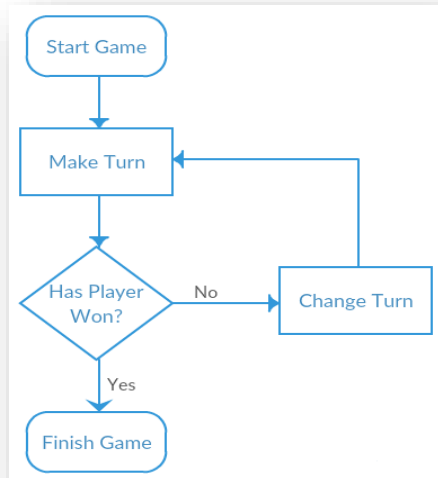 Start Game
Make Turn
Has Player
Won?
No
Change Turn
Yes
Finish Game